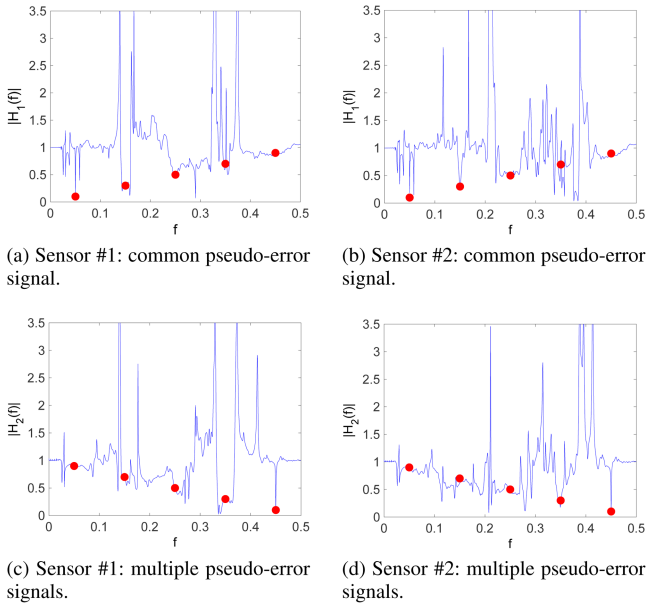 3.5
3
2.5
2
1.5
1
0.5
0
0 0.1 0.2 0.3 0.4 0.5
f
|H1(f)|
3.5
3
2.5
2
1.5
1
0.5
0
0 0.1 0.2 0.3 0.4 0.5
f
|H1(f)|
(a) Sensor #1: common pseudo-error
signal.
(b) Sensor #2: common pseudo-error
signal.
3.5
3
2.5
2
1.5
1
0.5
0
0 0.1 0.2 0.3 0.4 0.5
f
|H2(f)|
3.5
3
2.5
2
1.5
1
0.5
0
0 0.1 0.2 0.3 0.4 0.5
f
|H2(f)|
(c) Sensor #1: multiple pseudo-error
signals.
(d) Sensor #2: multiple pseudo-error
signals.